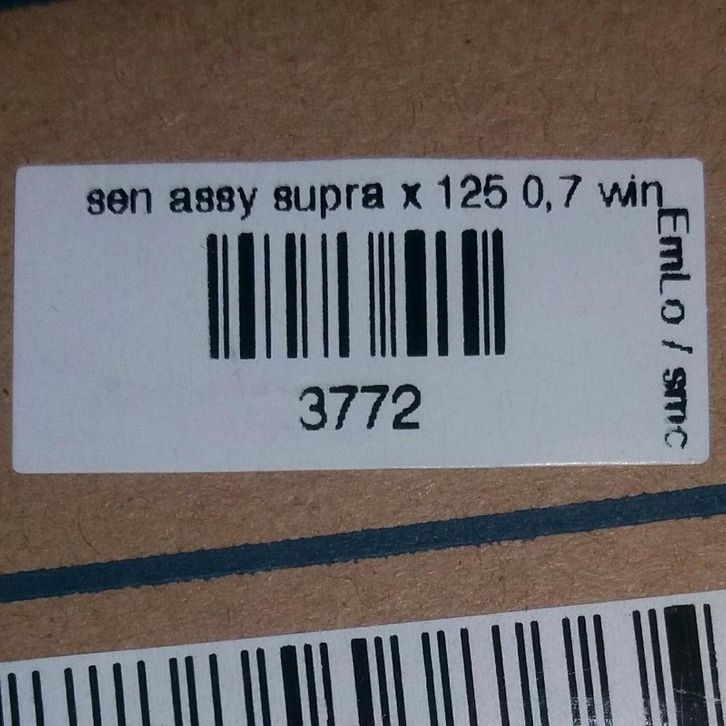 sen assy supra x 125 0,7 win
3772
EmLo / smc